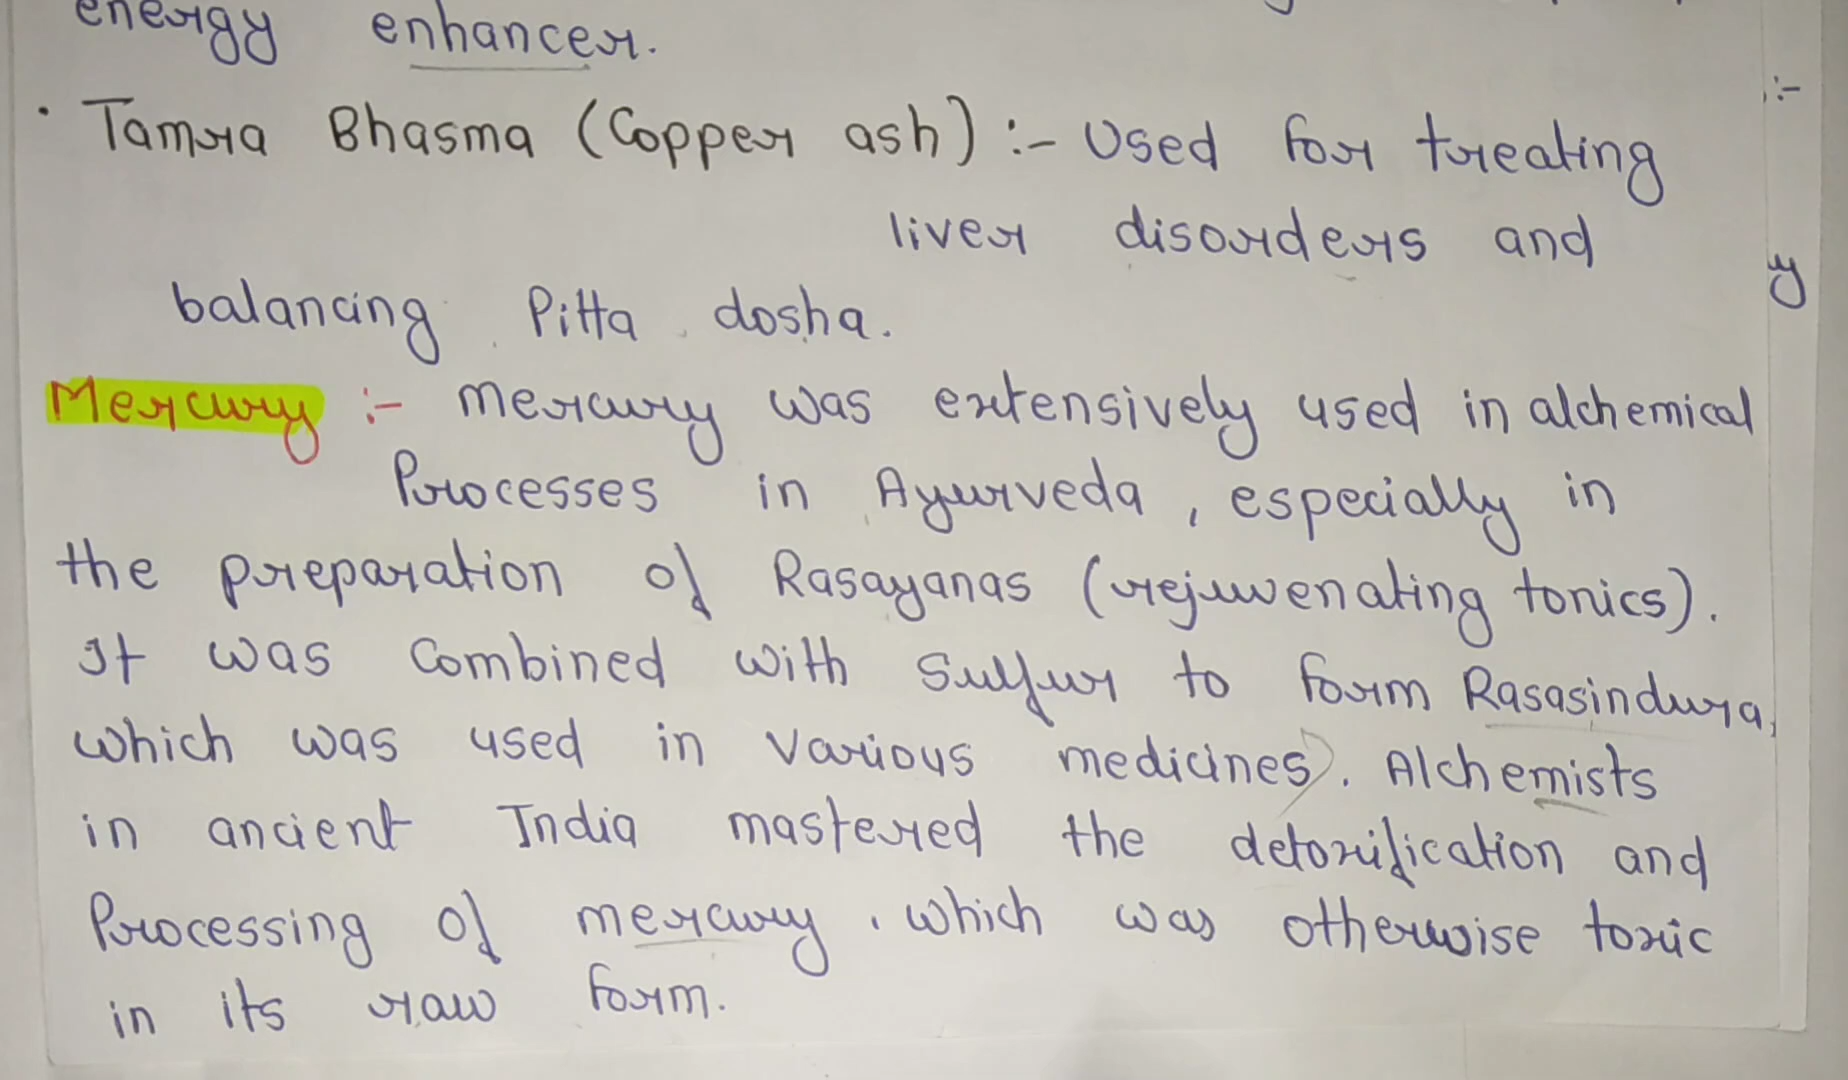 energy enhancer.
• Tamra Bhasma (Copper ash) :- Used for treating
liver disorders and
balancing Pitta dosha.
Mercury :- Mercury was extensively used in alchemical
Processes in Ayurveda, especially in
the preparation of Rasayanas (rejuvenating tonics).
It was combined with Sulfur to form Rasasindura,
which was used in various medicines). Alchemists
in ancient India mastered the detoxification and
Processing of mercury, which was otherwise toxic
in its raw form.
:-
y